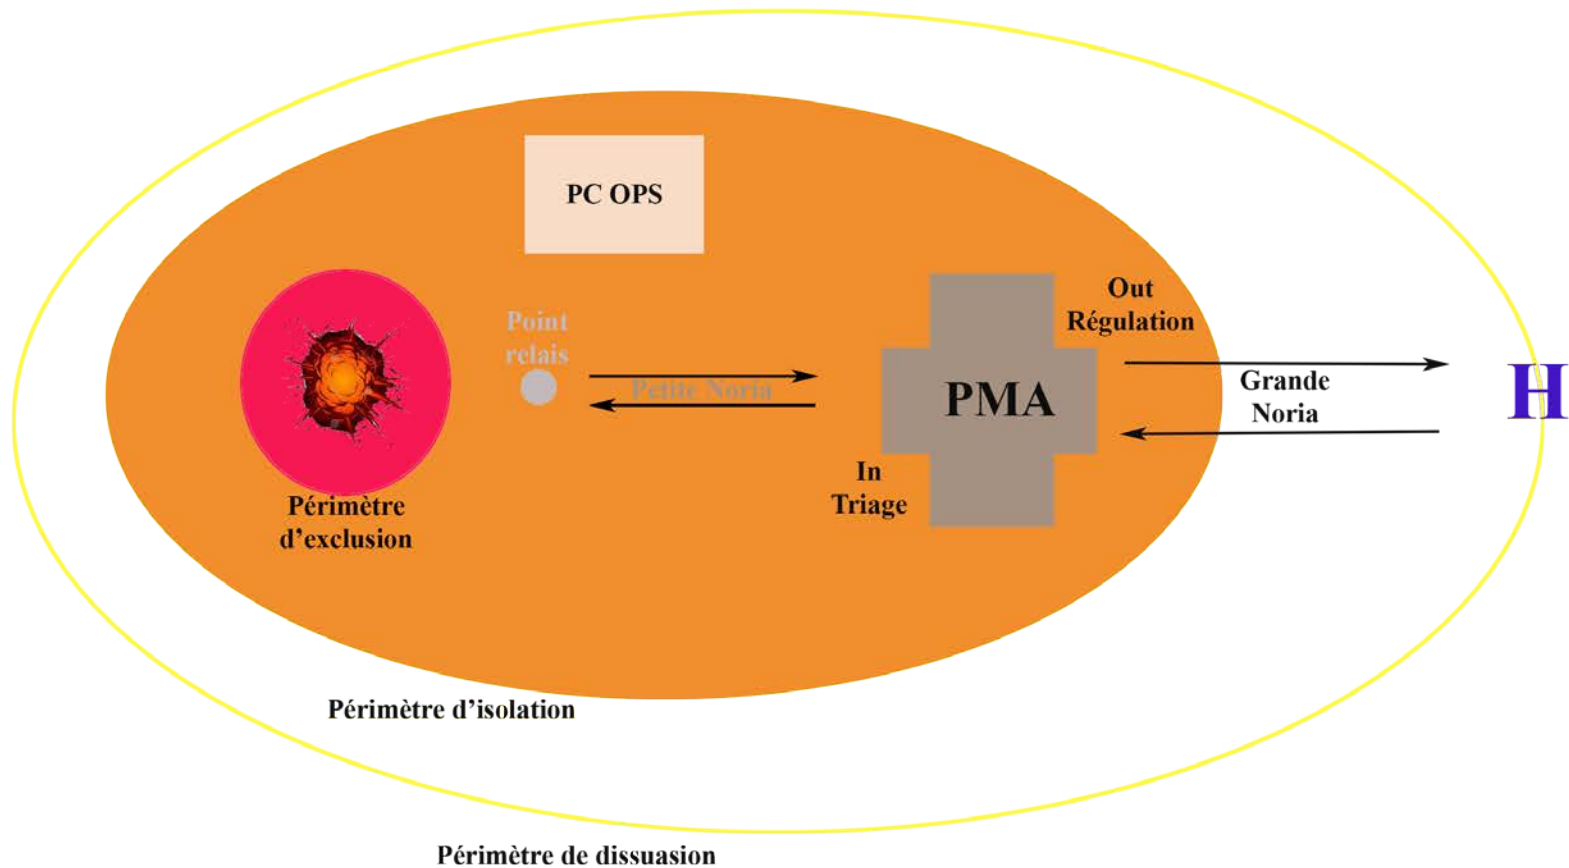 PC OPS
Point
relais
Petite Noria
Out
Régulation
PMA
Grande
Noria
H
In
Triage
Périmètre
d'exclusion
Périmètre d'isolation
Périmètre de dissuasion